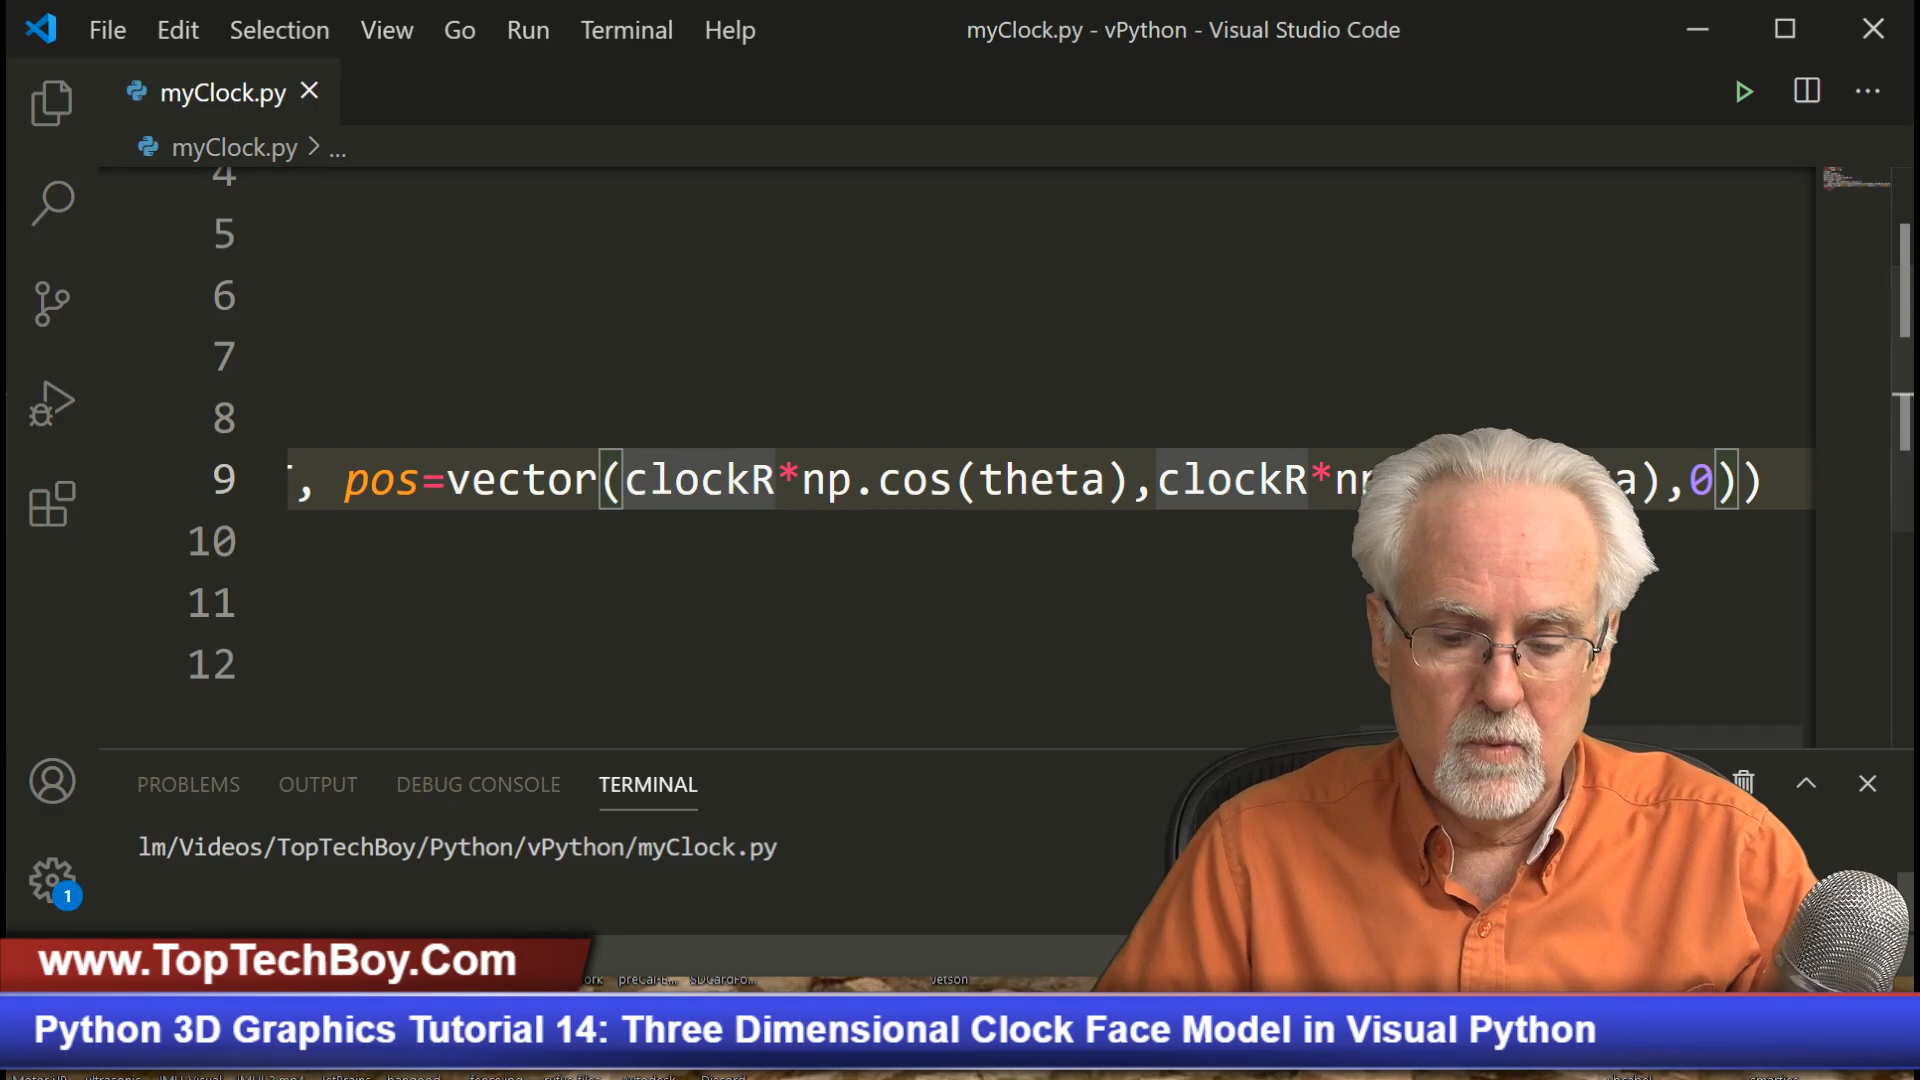 File Edit Selection View Go Run Terminal Help myClock.py - vPython - Visual Studio Code
myClock.py
myClock.py > ...
4
5
6
7
8
9 , pos=vector(clockR*np.cos(theta),clockR* ),0))
10
11
12
PROBLEMS OUTPUT DEBUG CONSOLE TERMINAL
lm/Videos/TopTechBoy/Python/vPython/myClock.py
1
www.TopTechBoy.Com
Jetson
Python 3D Graphics Tutorial 14: Three Dimensional Clock Face Model in Visual Python